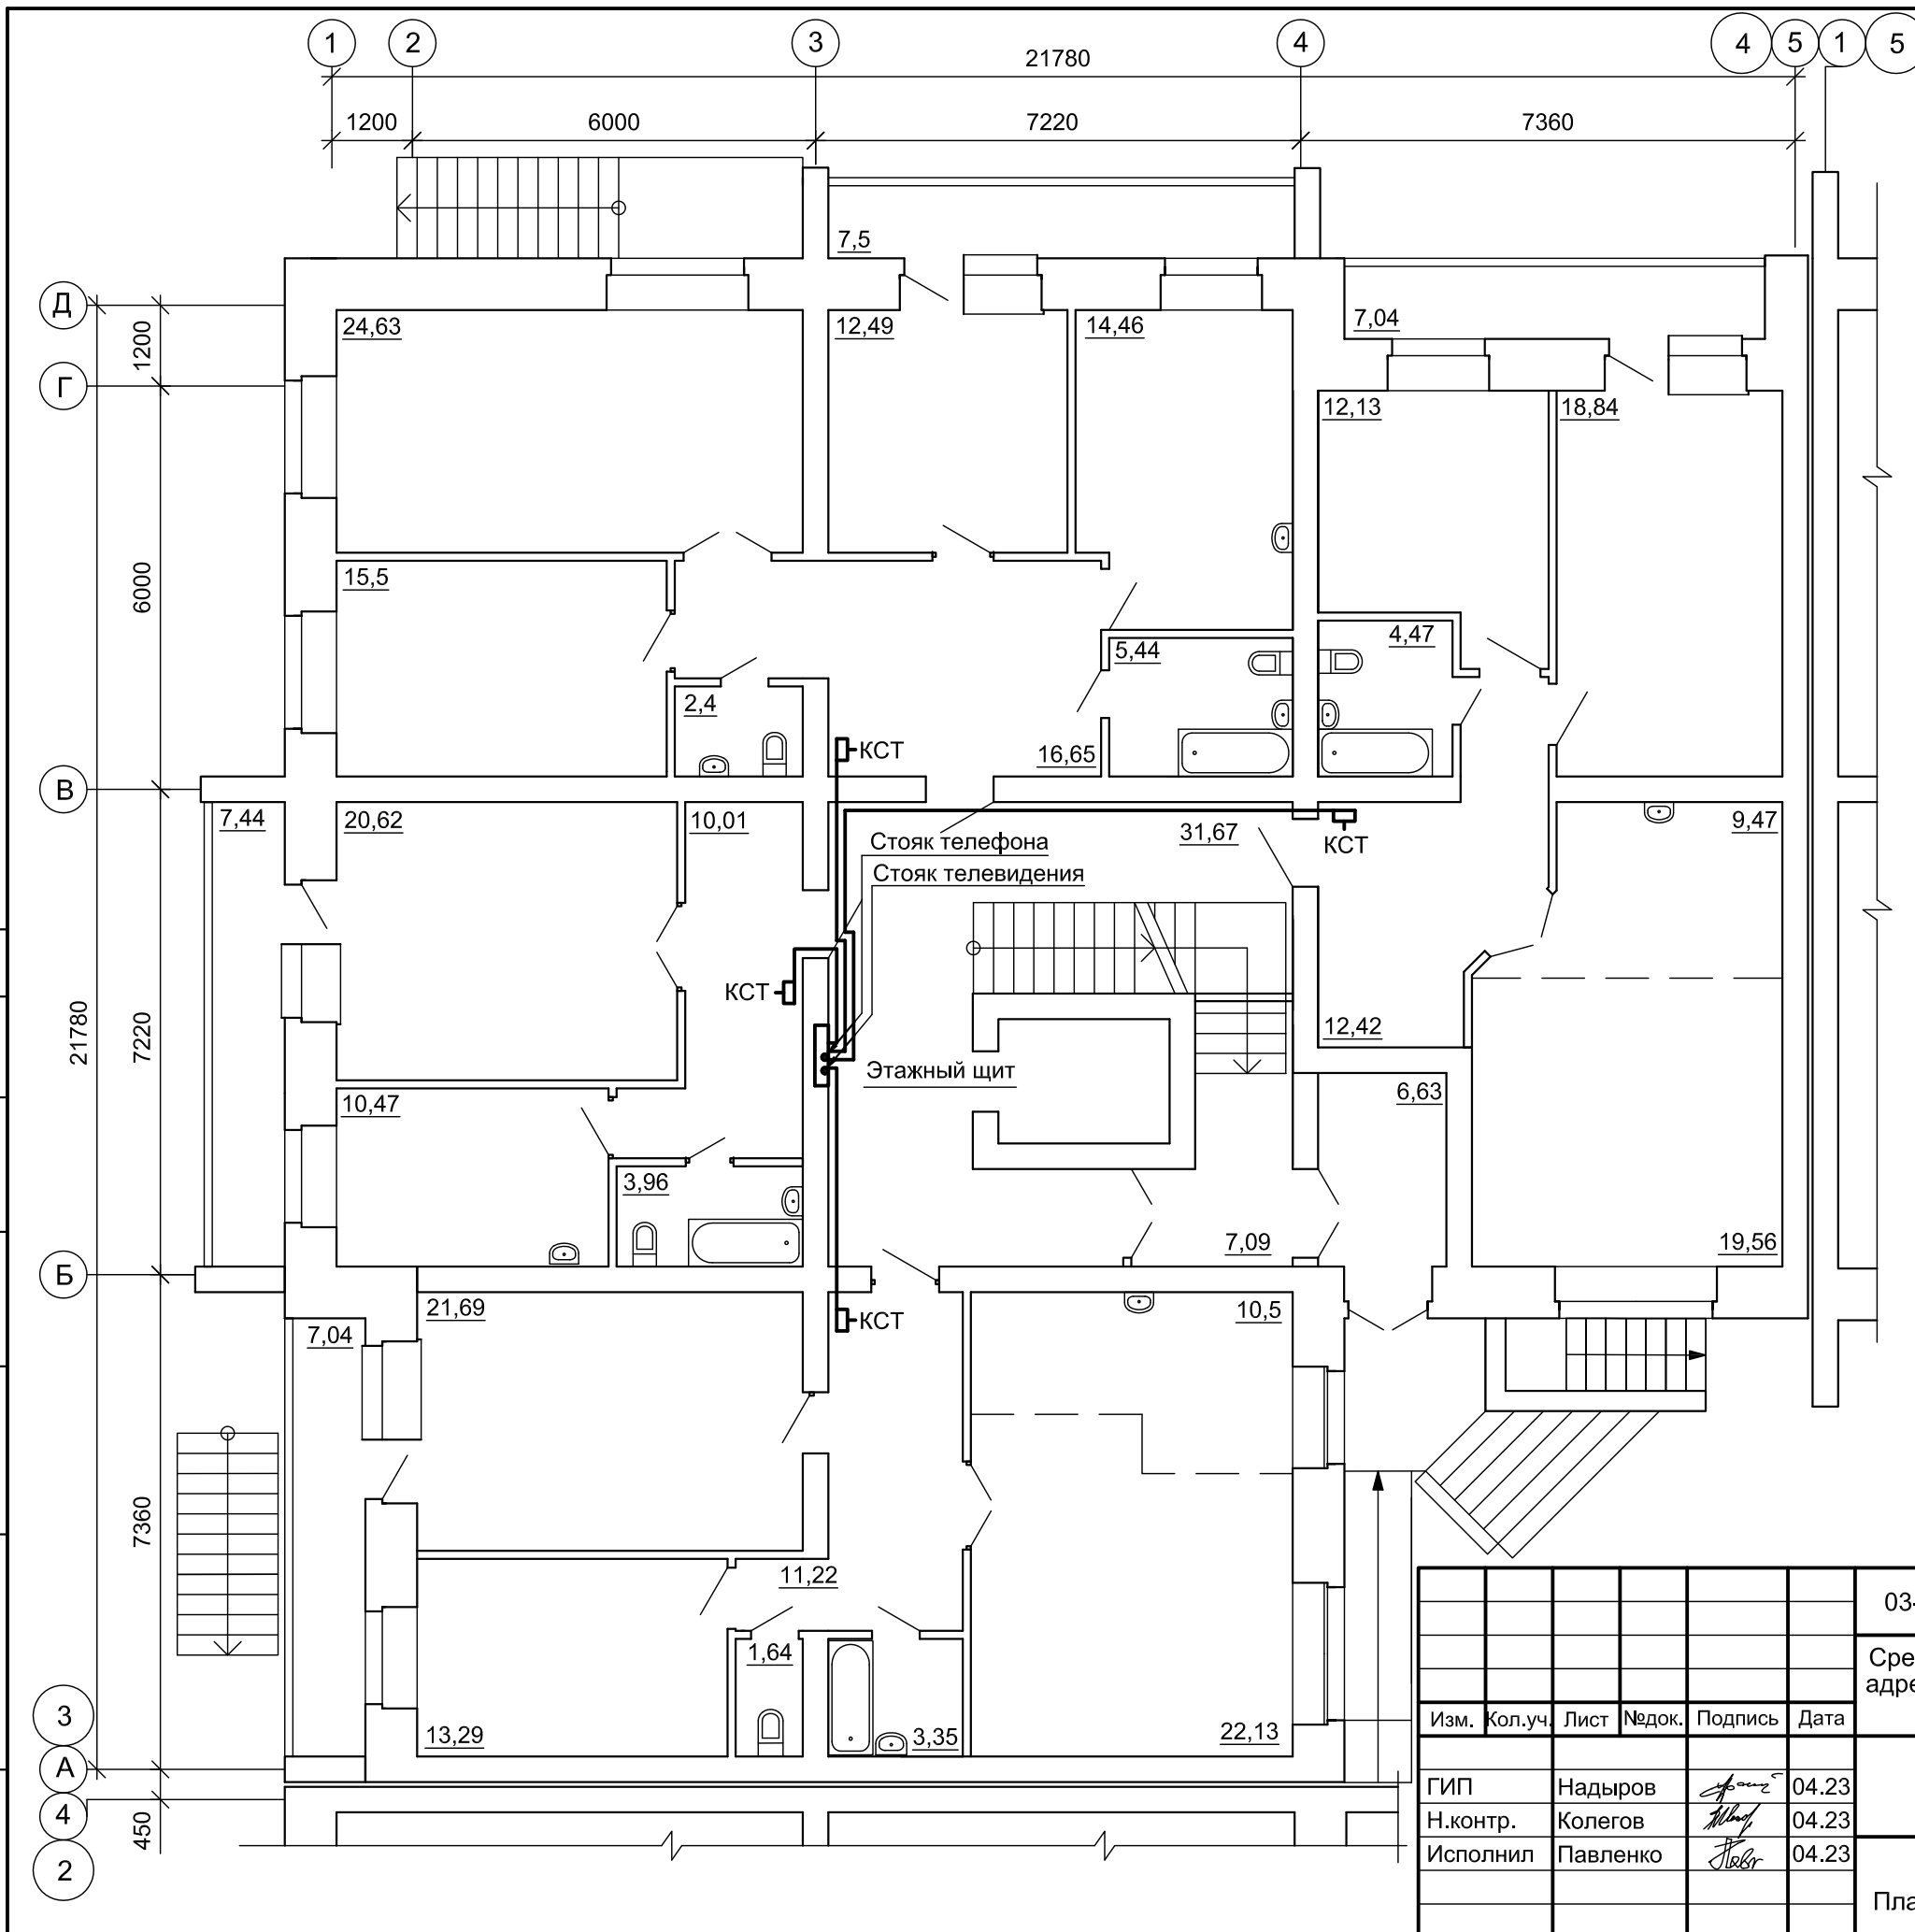 1 2 3 4 4 5 1 5
21780
1200 6000 7220 7360
7,5
Д
24,63 12,49 14,46 7,04
1200
Г
12,13 18,84
15,5
6000
4,47
5,44
2,4
КСТ 16,65
В
7,44 20,62 10,01 31,67 9,47
Стояк телефона КСТ
Стояк телевидения
КСТ
21780 7220
12,42
Этажный щит
10,47 6,63
3,96
7,09 19,56
Б
21,69 10,5
КСТ
7,04
7360
11,22
1,64
13,29 3,35 22,13
3
А
4
450
2
03-
Сре
адре
Изм. Кол.уч. Лист №док. Подпись Дата
ГИП Надыров 04.23
Н.контр. Колегов 04.23
Исполнил Павленко 04.23
Пла